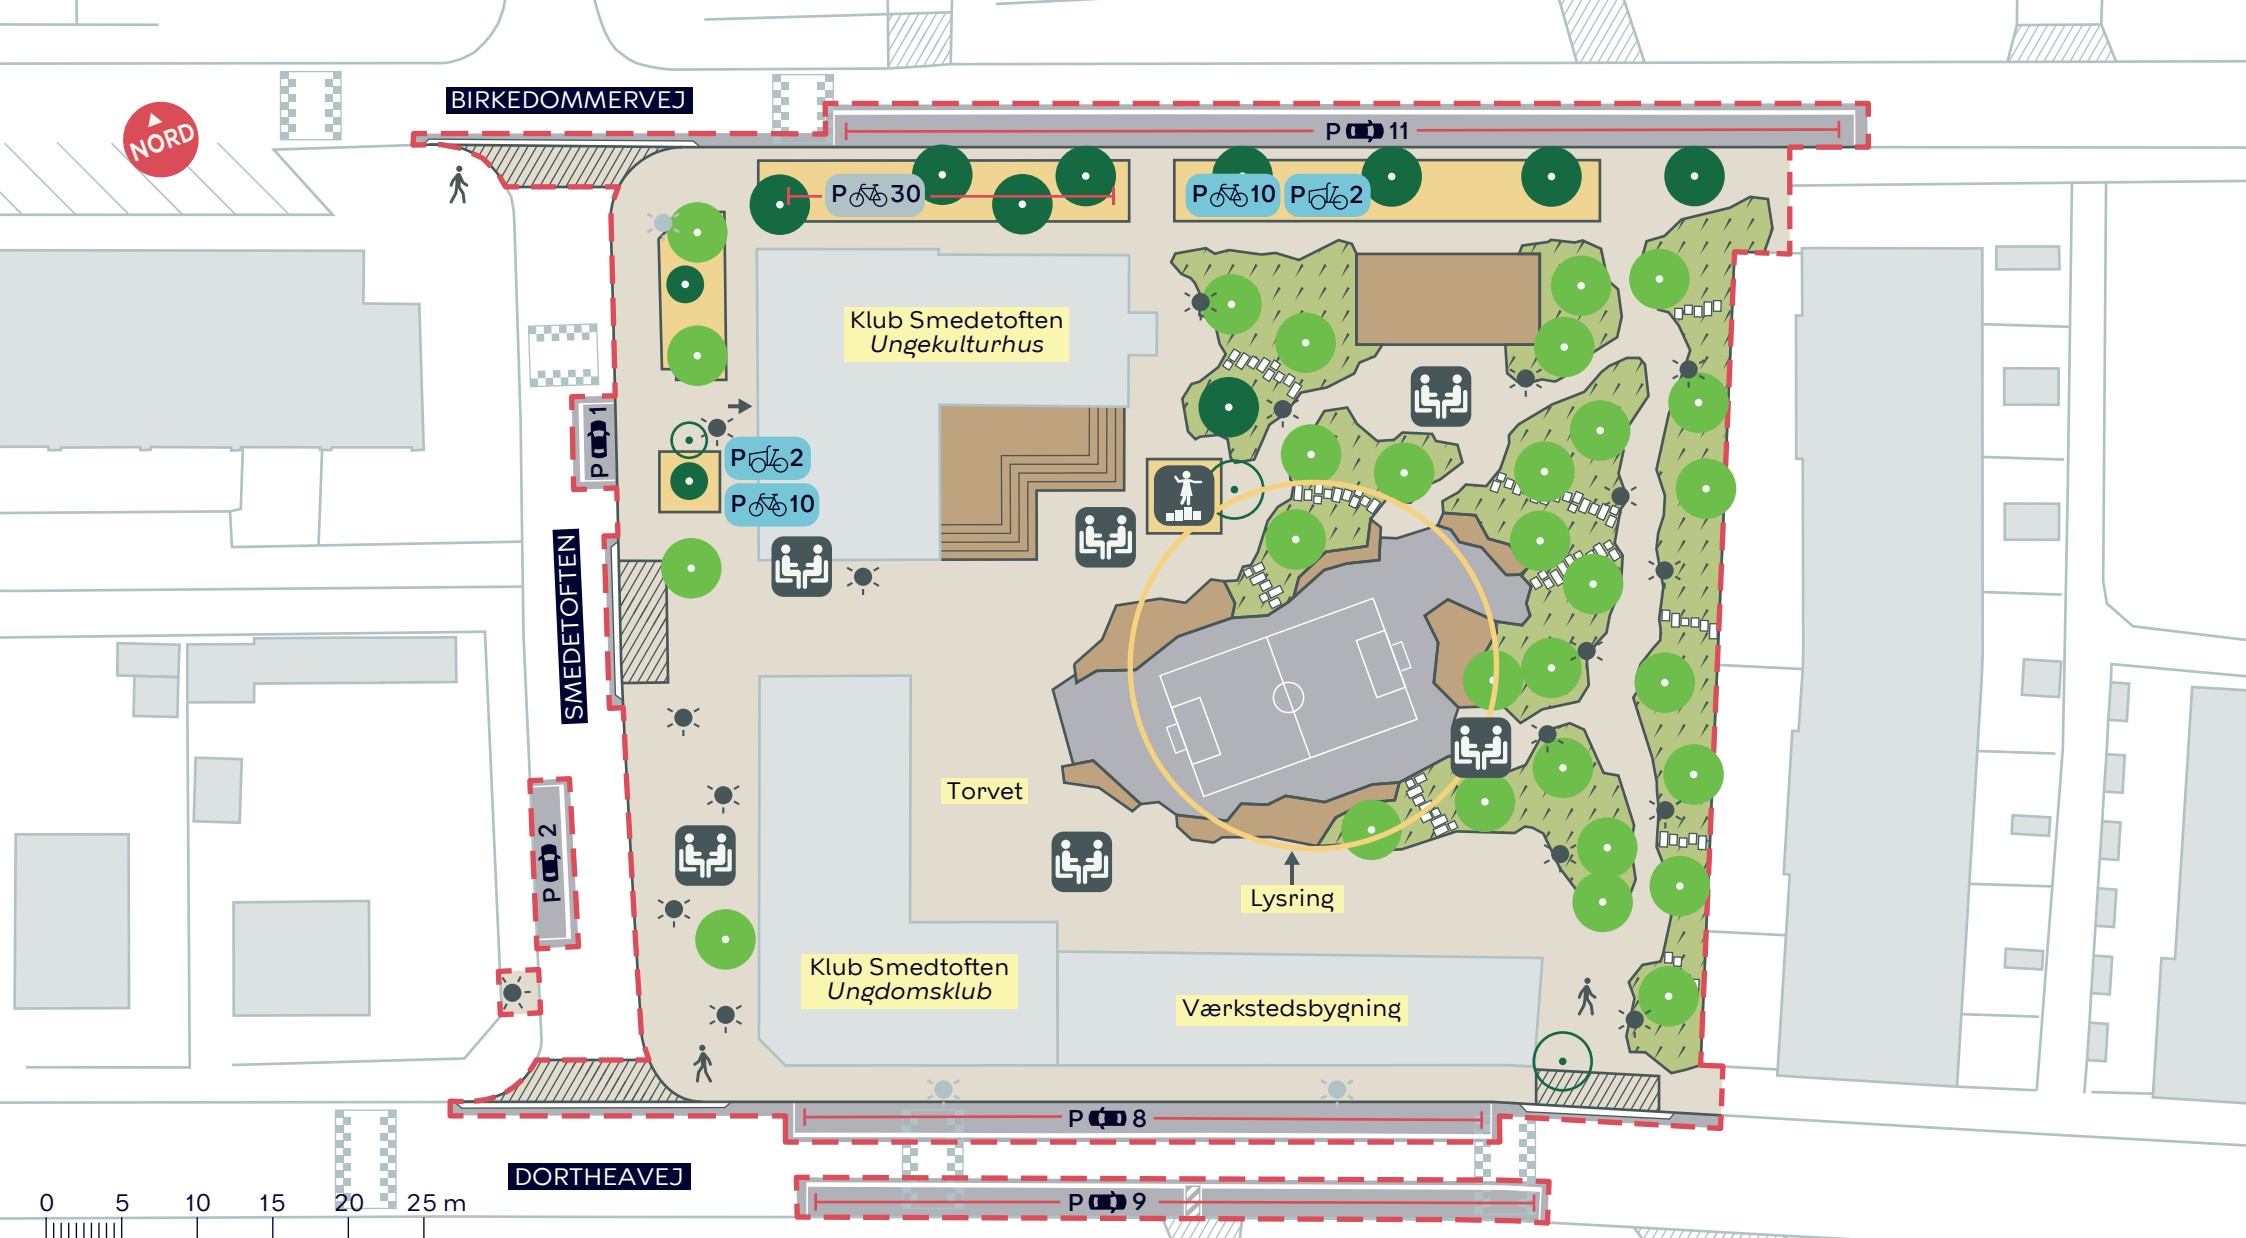 BIRKEDOMMERVEJ
NORD
P 11
P 30
P 10
P 2
Klub Smedetoften
Ungekulturhus
P 1
P 2
P 10
SMEDETOFTEN
Torvet
P 2
Lysring
Klub Smedtoften
Ungdomsklub
Værkstedsbygning
P 8
DORTHEAVEJ
P 9
0 5 10 15 20 25 m